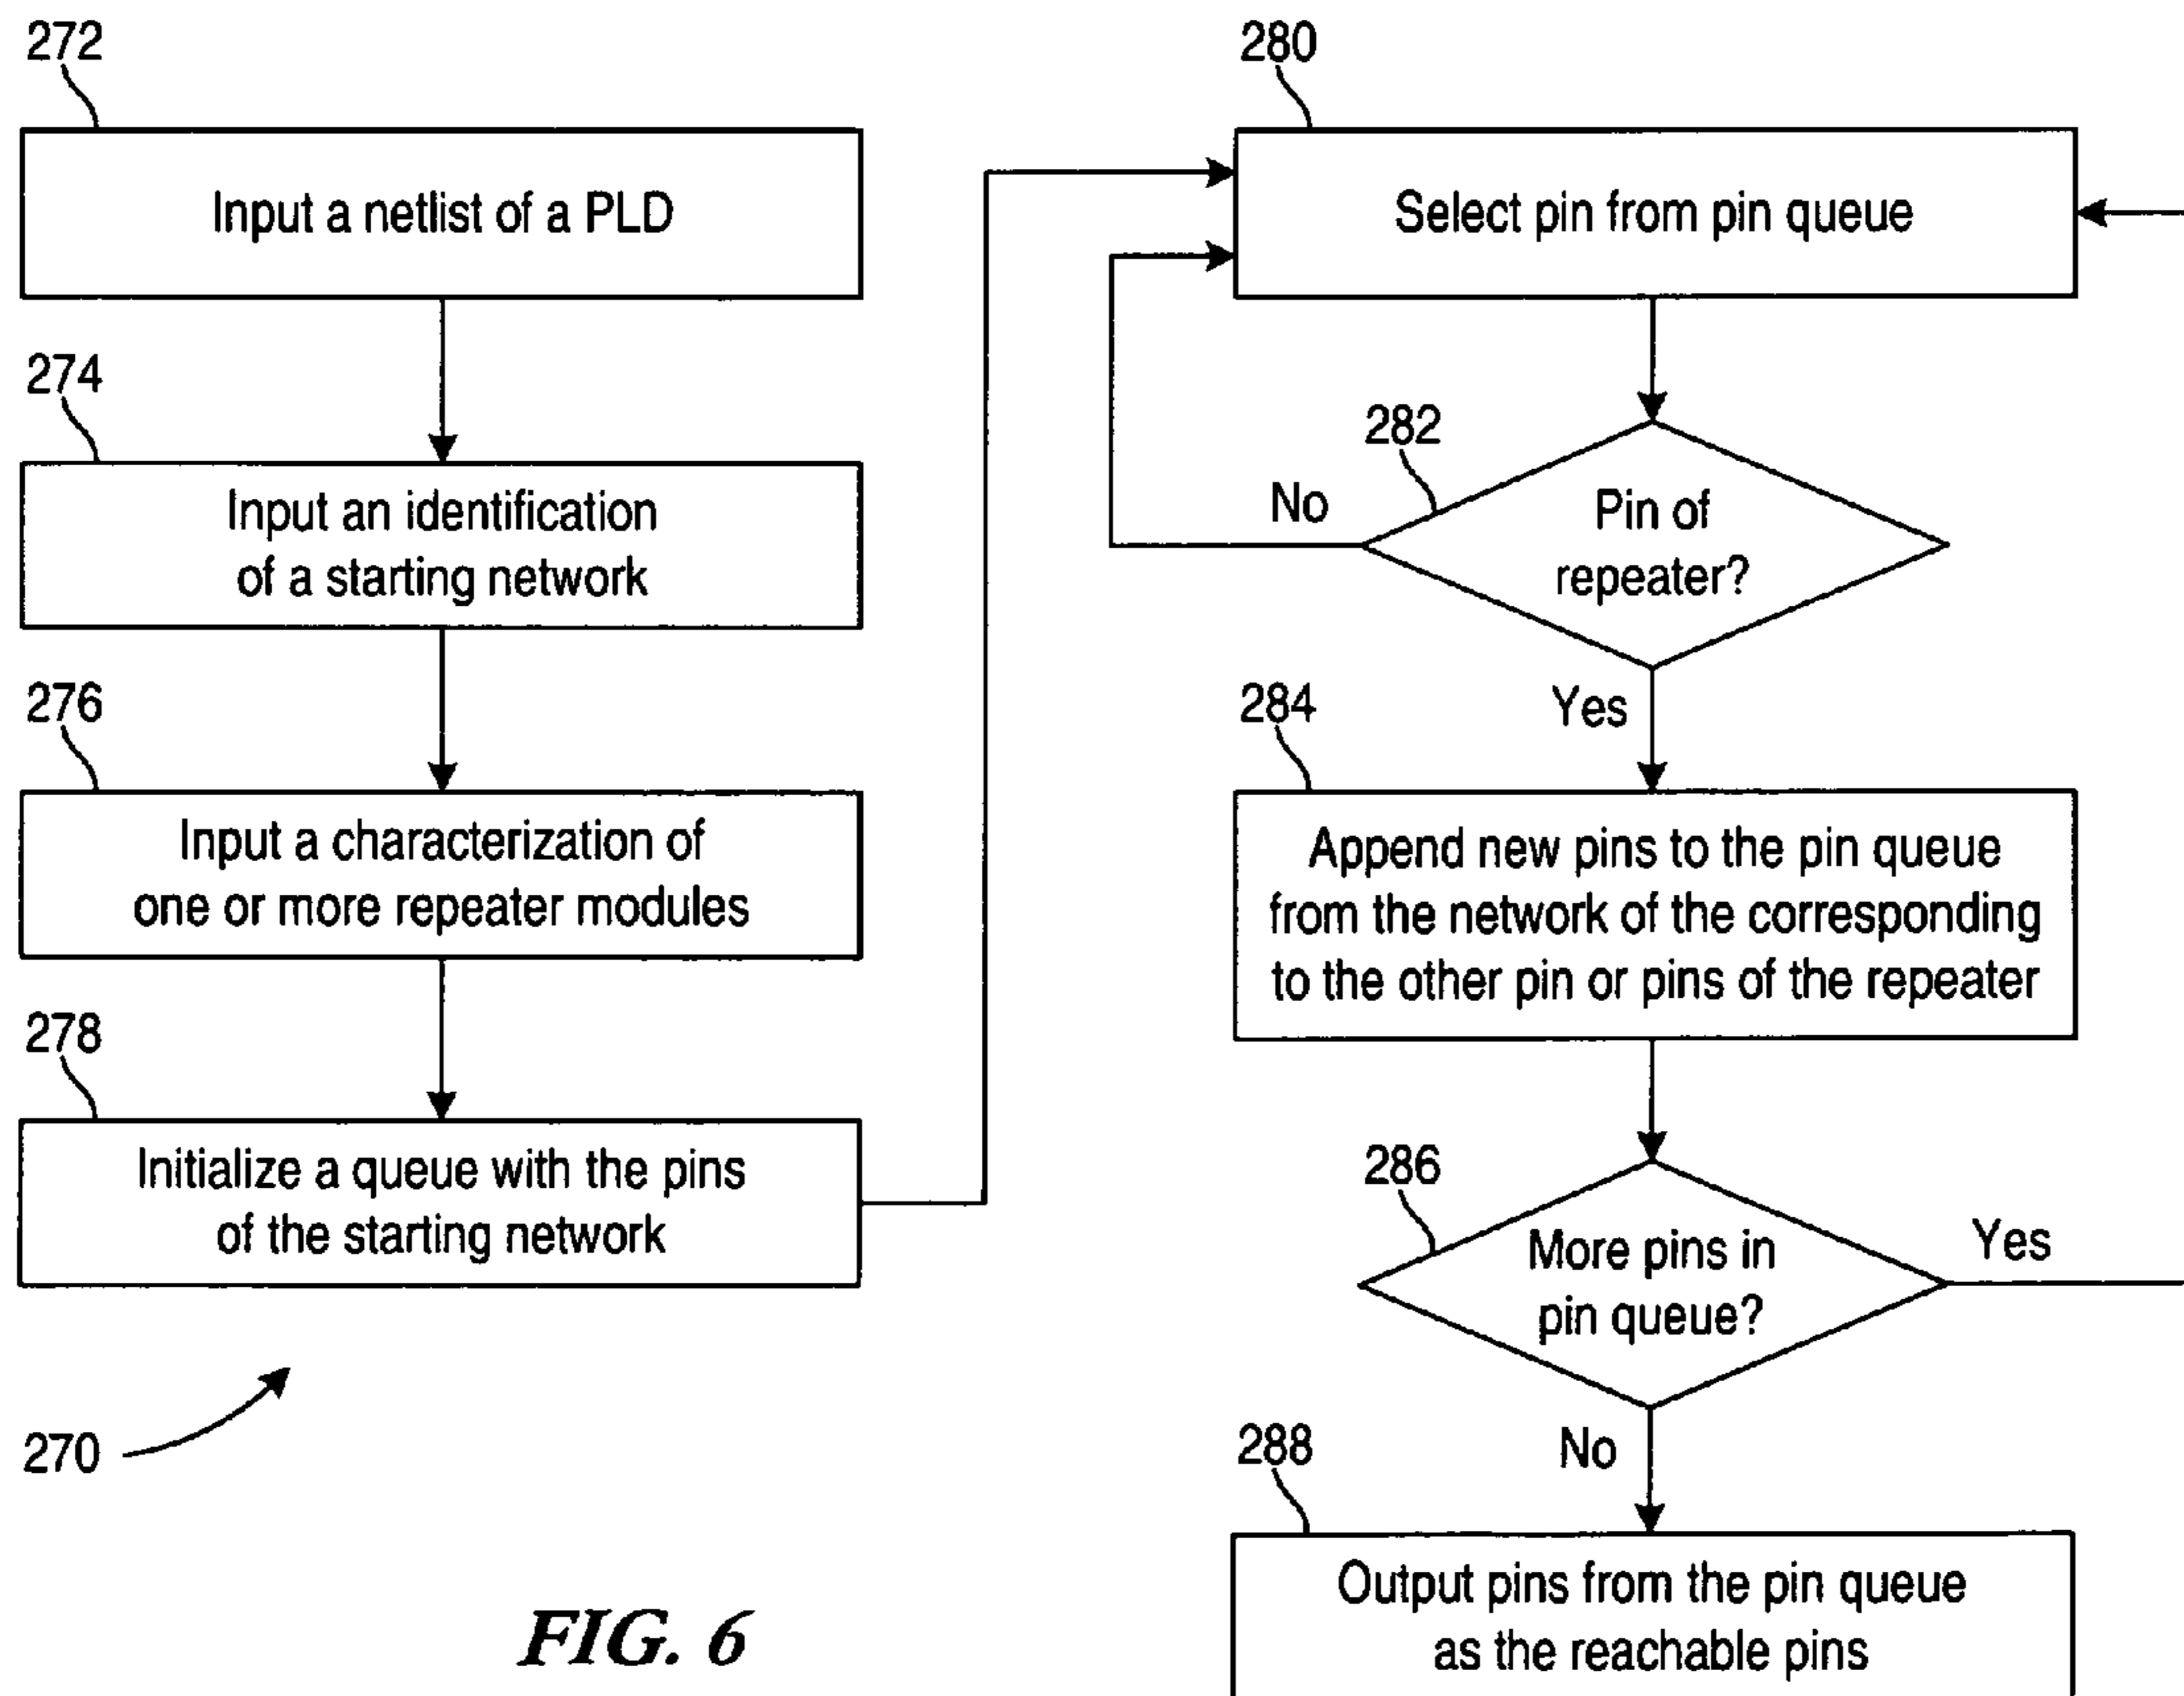 272
Input a netlist of a PLD
274
Input an identification
of a starting network
276
Input a characterization of
one or more repeater modules
278
Initialize a queue with the pins
of the starting network
270
FIG. 6
280
Select pin from pin queue
282
Pin of
repeater?
No
Yes
284
Append new pins to the pin queue
from the network of the corresponding
to the other pin or pins of the repeater
286
More pins in
pin queue?
Yes
No
288
Output pins from the pin queue
as the reachable pins